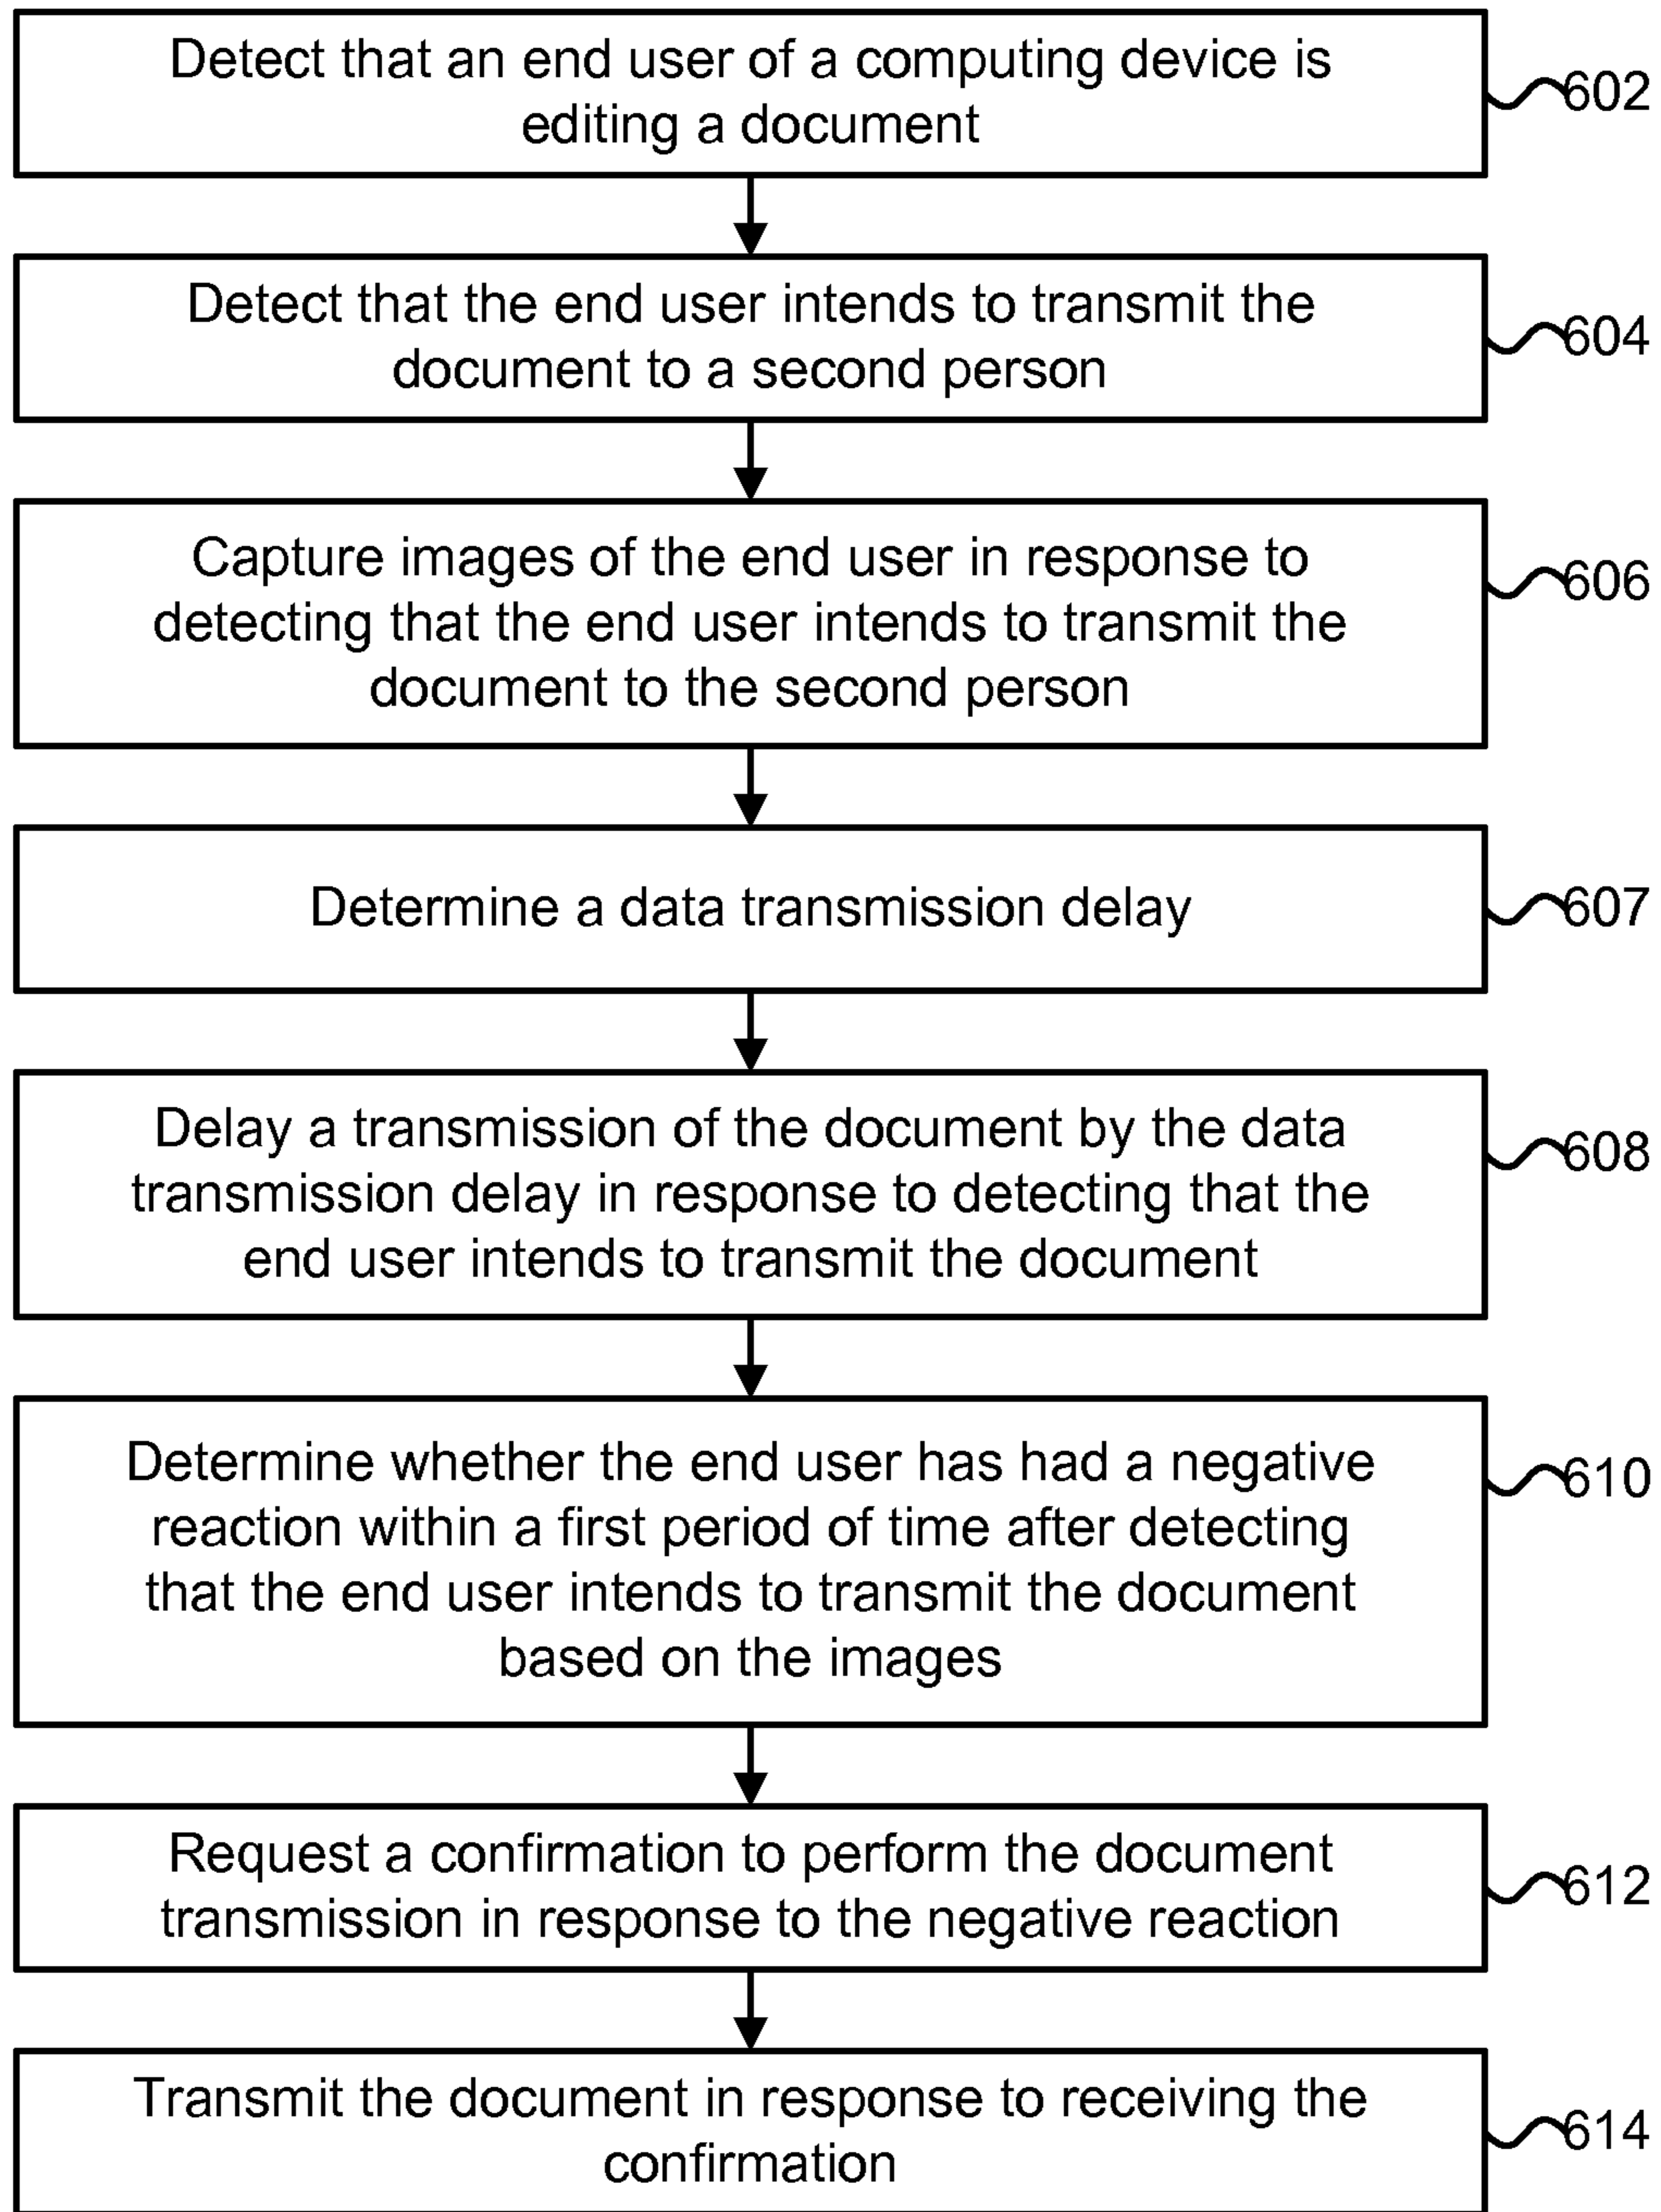 Detect that an end user of a computing device is
editing a document
602
Detect that the end user intends to transmit the
document to a second person
604
Capture images of the end user in response to
detecting that the end user intends to transmit the
document to the second person
606
Determine a data transmission delay
607
Delay a transmission of the document by the data
transmission delay in response to detecting that the
end user intends to transmit the document
608
Determine whether the end user has had a negative
reaction within a first period of time after detecting
that the end user intends to transmit the document
based on the images
610
Request a confirmation to perform the document
transmission in response to the negative reaction
612
Transmit the document in response to receiving the
confirmation
614